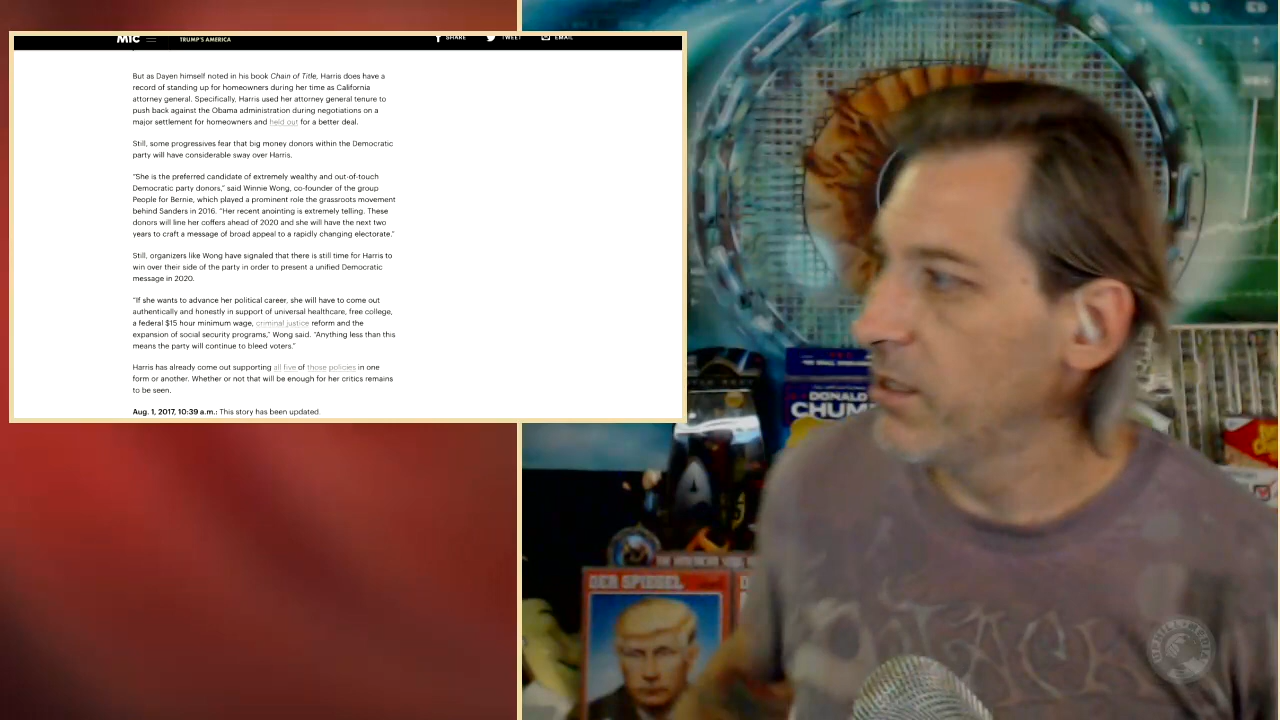 Mic
TRUMP'S AMERICA
SHARE
TWEET
EMAIL
But as Dayen himself noted in his book Chain of Title, Harris does have a
record of standing up for homeowners during her time as California
attorney general. Specifically, Harris used her attorney general tenure to
push back against the Obama administration during negotiations on a
major settlement for homeowners and held out for a better deal.
Still, some progressives fear that big money donors within the Democratic
party will have considerable sway over Harris.
"She is the preferred candidate of extremely wealthy and out-of-touch
Democratic party donors," said Winnie Wong, co-founder of the group
People for Bernie, which played a prominent role the grassroots movement
behind Sanders in 2016. "Her recent anointing is extremely telling. These
donors will line her coffers ahead of 2020 and she will have the next two
years to craft a message of broad appeal to a rapidly changing electorate."
Still, organizers like Wong have signaled that there is still time for Harris to
win over their side of the party in order to present a unified Democratic
message in 2020.
"If she wants to advance her political career, she will have to come out
authentically and honestly in support of universal healthcare, free college,
a federal $15 hour minimum wage, criminal justice reform and the
expansion of social security programs," Wong said. "Anything less than this
means the party will continue to bleed voters."
Harris has already come out supporting all five of those policies in one
form or another. Whether or not that will be enough for her critics remains
to be seen.
Aug. 1, 2017, 10:39 a.m.: This story has been updated.
DONALD
CHUM
DER SPIEGEL